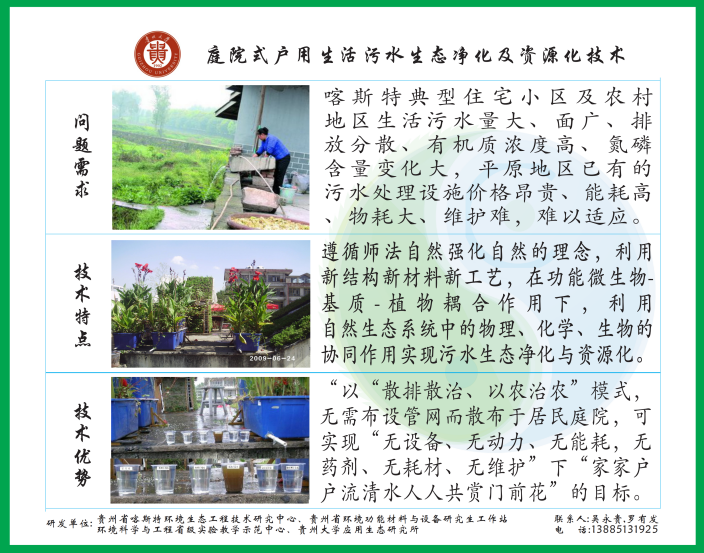 庭院式户用生活污水生态净化及资源化技术
问题需求
喀斯特典型住宅小区及农村
地区生活污水量大、面广、排
放分散、有机质浓度高、氮磷
含量变化大,平原地区已有的
污水处理设施价格昂贵、能耗高
、物耗大、维护难,难以适应。
技术特点
遵循师法自然强化自然的理念,利用
新结构新材料新工艺,在功能微生物-
基质-植物耦合作用下,利用
自然生态系统中的物理、化学、生物的
协同作用实现污水生态净化与资源化。
2009-06-24
技术优势
“以“散排散治、以农治农”模式,
无需布设管网而散布于居民庭院,可
实现“无设备、无动力、无能耗,无
药剂、无耗材、无维护”下“家家户
户流清水人人共赏门前花”的目标。
研发单位:贵州省喀斯特环境生态工程技术研究中心、贵州省环境功能材料与设备研究生工作站
环境科学与工程省级实验教学示范中心、贵州大学应用生态研究所
联系人:吴永贵,罗有发
电 话:13885131925